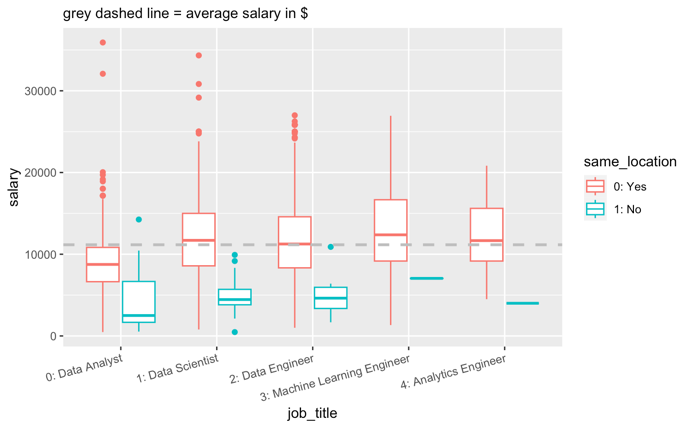 grey dashed line = average salary in $
salary
30000
20000
10000
0
0: Data Analyst
1: Data Scientist
2: Data Engineer
3: Machine Learning Engineer
4: Analytics Engineer
job_title
same_location
0: Yes
1: No